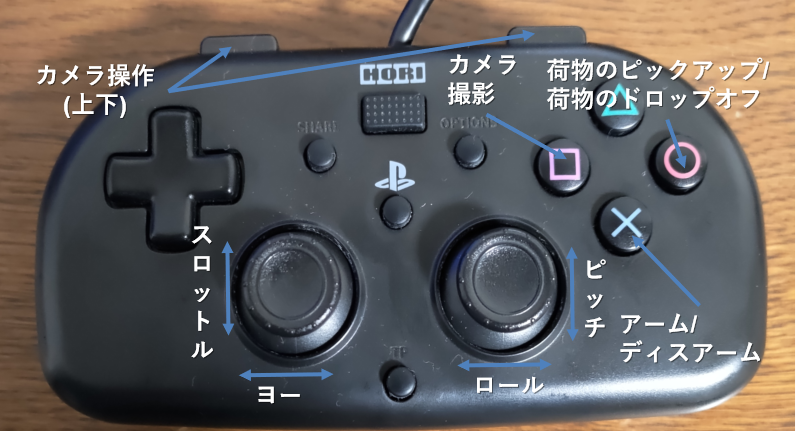 カメラ操作
(上下)
HORI
カメラ
撮影
荷物のピックアップ/
荷物のドロップオフ
SHARE
OPTIONS
スロットル
ピッチ
アーム/
ディスアーム
ヨー
ロール